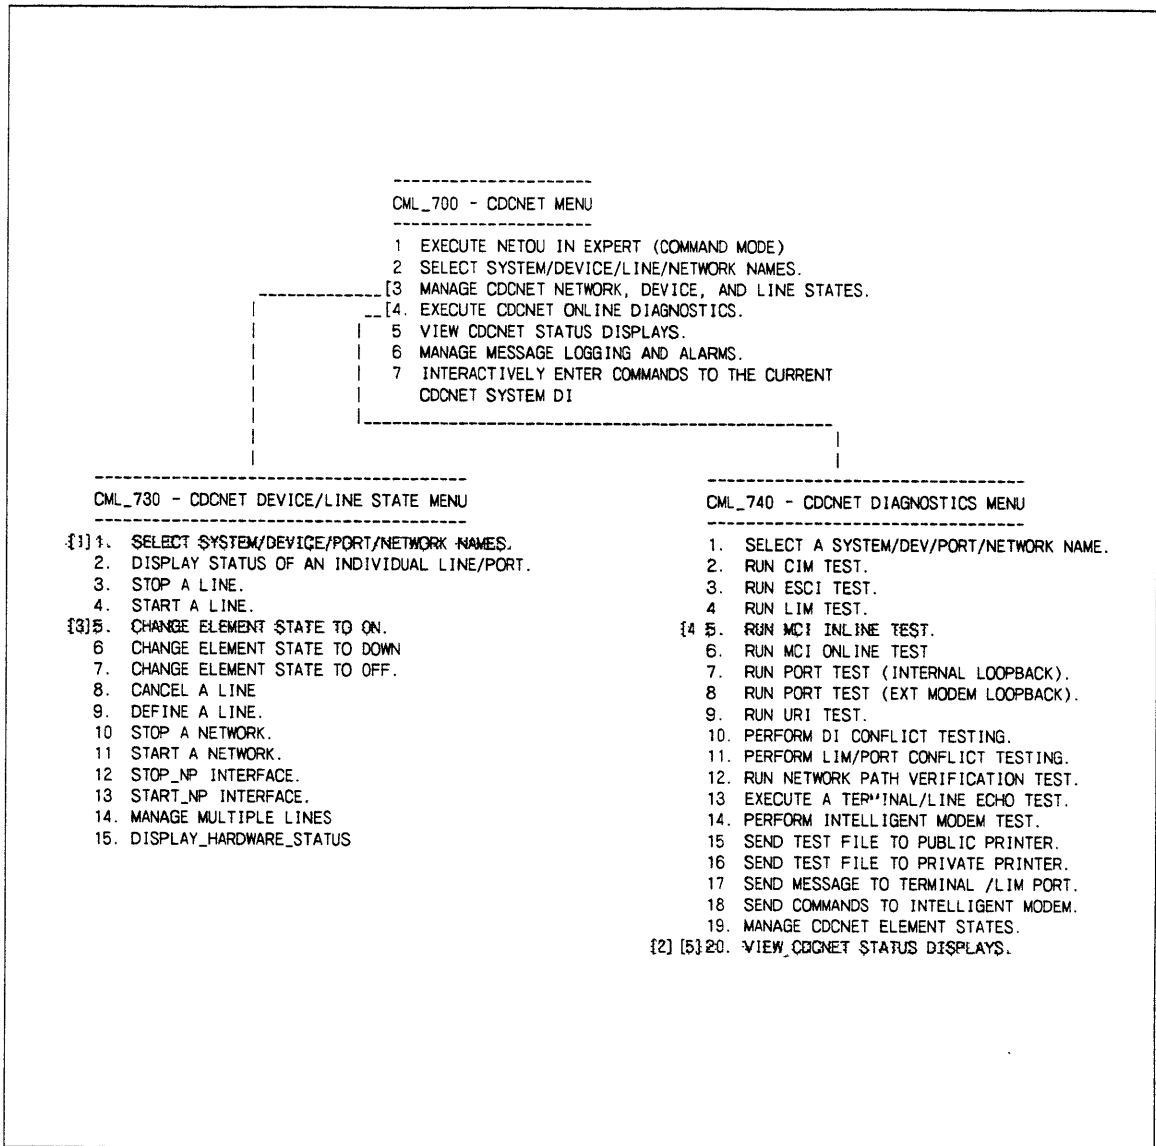 CML_700 - CDCNET MENU
1 EXECUTE NETOU IN EXPERT (COMMAND MODE)
2 SELECT SYSTEM/DEVICE/LINE/NETWORK NAMES.
[3 MANAGE CDCNET NETWORK, DEVICE, AND LINE STATES.
[4. EXECUTE CDCNET ONLINE DIAGNOSTICS.
5 VIEW CDCNET STATUS DISPLAYS.
6 MANAGE MESSAGE LOGGING AND ALARMS.
7 INTERACTIVELY ENTER COMMANDS TO THE CURRENT
CDCNET SYSTEM DI
CML_730 - CDCNET DEVICE/LINE STATE MENU
[1] 1. SELECT SYSTEM/DEVICE/PORT/NETWORK NAMES.
2. DISPLAY STATUS OF AN INDIVIDUAL LINE/PORT.
3. STOP A LINE.
4. START A LINE.
[3]5. CHANGE ELEMENT STATE TO ON.
6 CHANGE ELEMENT STATE TO DOWN
7. CHANGE ELEMENT STATE TO OFF.
8. CANCEL A LINE
9. DEFINE A LINE.
10 STOP A NETWORK.
11 START A NETWORK.
12 STOP_NP INTERFACE.
13 START_NP INTERFACE.
14. MANAGE MULTIPLE LINES
15. DISPLAY_HARDWARE_STATUS
CML_740 - CDCNET DIAGNOSTICS MENU
1. SELECT A SYSTEM/DEV/PORT/NETWORK NAME.
2. RUN CIM TEST.
3. RUN ESCI TEST.
4 RUN LIM TEST.
[4 5. RUN MCI INLINE TEST.
6. RUN MCI ONLINE TEST
7. RUN PORT TEST (INTERNAL LOOPBACK).
8 RUN PORT TEST (EXT MODEM LOOPBACK).
9. RUN URI TEST.
10. PERFORM DI CONFLICT TESTING.
11. PERFORM LIM/PORT CONFLICT TESTING.
12. RUN NETWORK PATH VERIFICATION TEST.
13 EXECUTE A TERMINAL/LINE ECHO TEST.
14. PERFORM INTELLIGENT MODEM TEST.
15 SEND TEST FILE TO PUBLIC PRINTER.
16 SEND TEST FILE TO PRIVATE PRINTER.
17 SEND MESSAGE TO TERMINAL /LIM PORT.
18 SEND COMMANDS TO INTELLIGENT MODEM.
19. MANAGE CDCNET ELEMENT STATES.
[2] [5]20. VIEW CDCNET STATUS DISPLAYS.